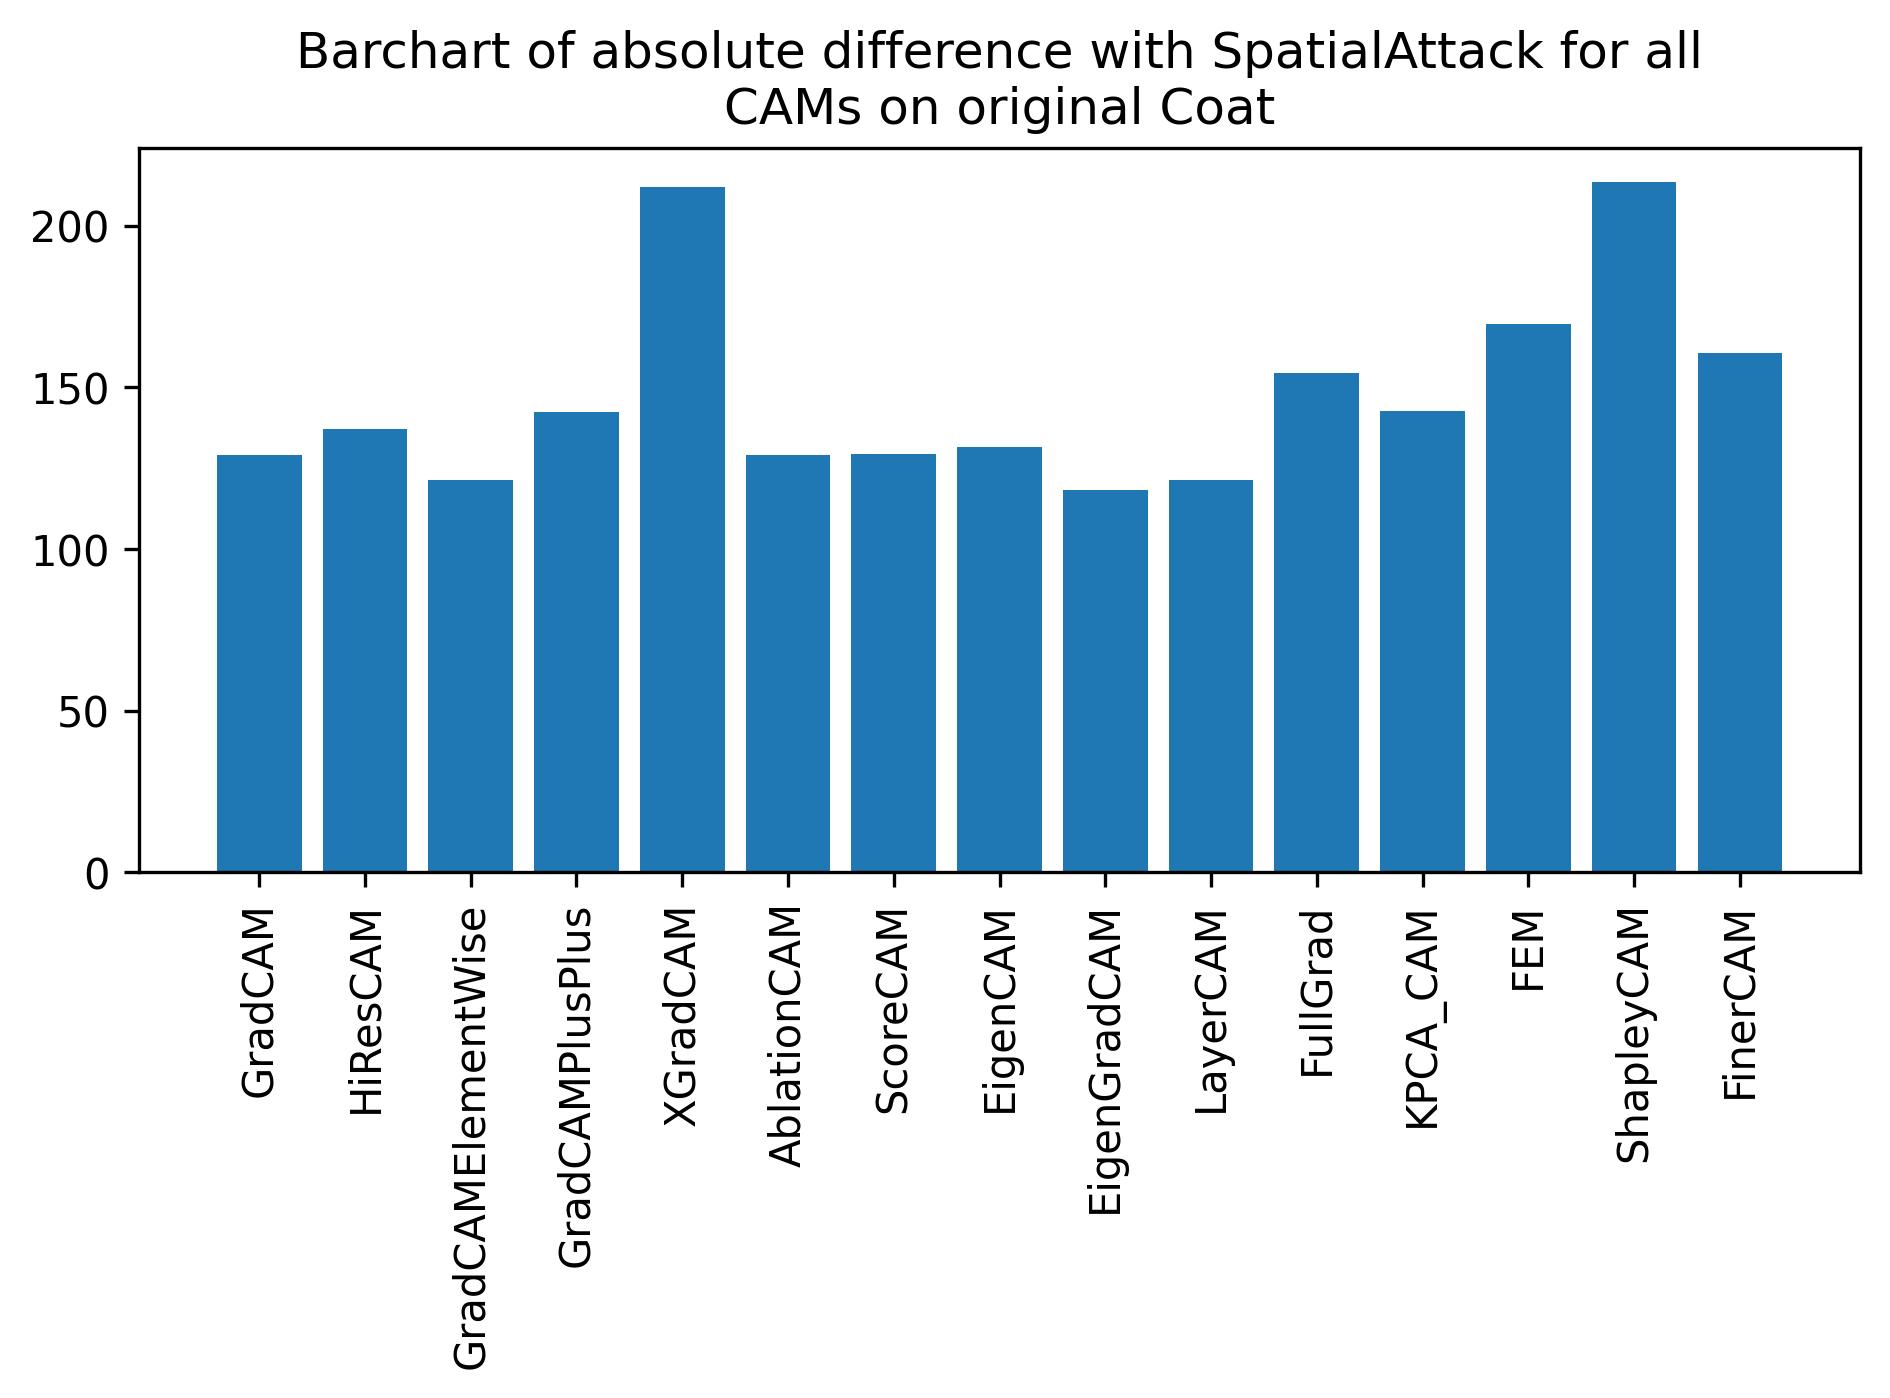 Barchart of absolute difference with SpatialAttack for all
CAMs on original Coat
200
150
100
50
0
GradCAM
HiResCAM
GradCAMElementWise
GradCAMPlusPlus
XGradCAM
AblationCAM
ScoreCAM
EigenCAM
EigenGradCAM
LayerCAM
FullGrad
KPCA_CAM
FEM
ShapleyCAM
FinerCAM